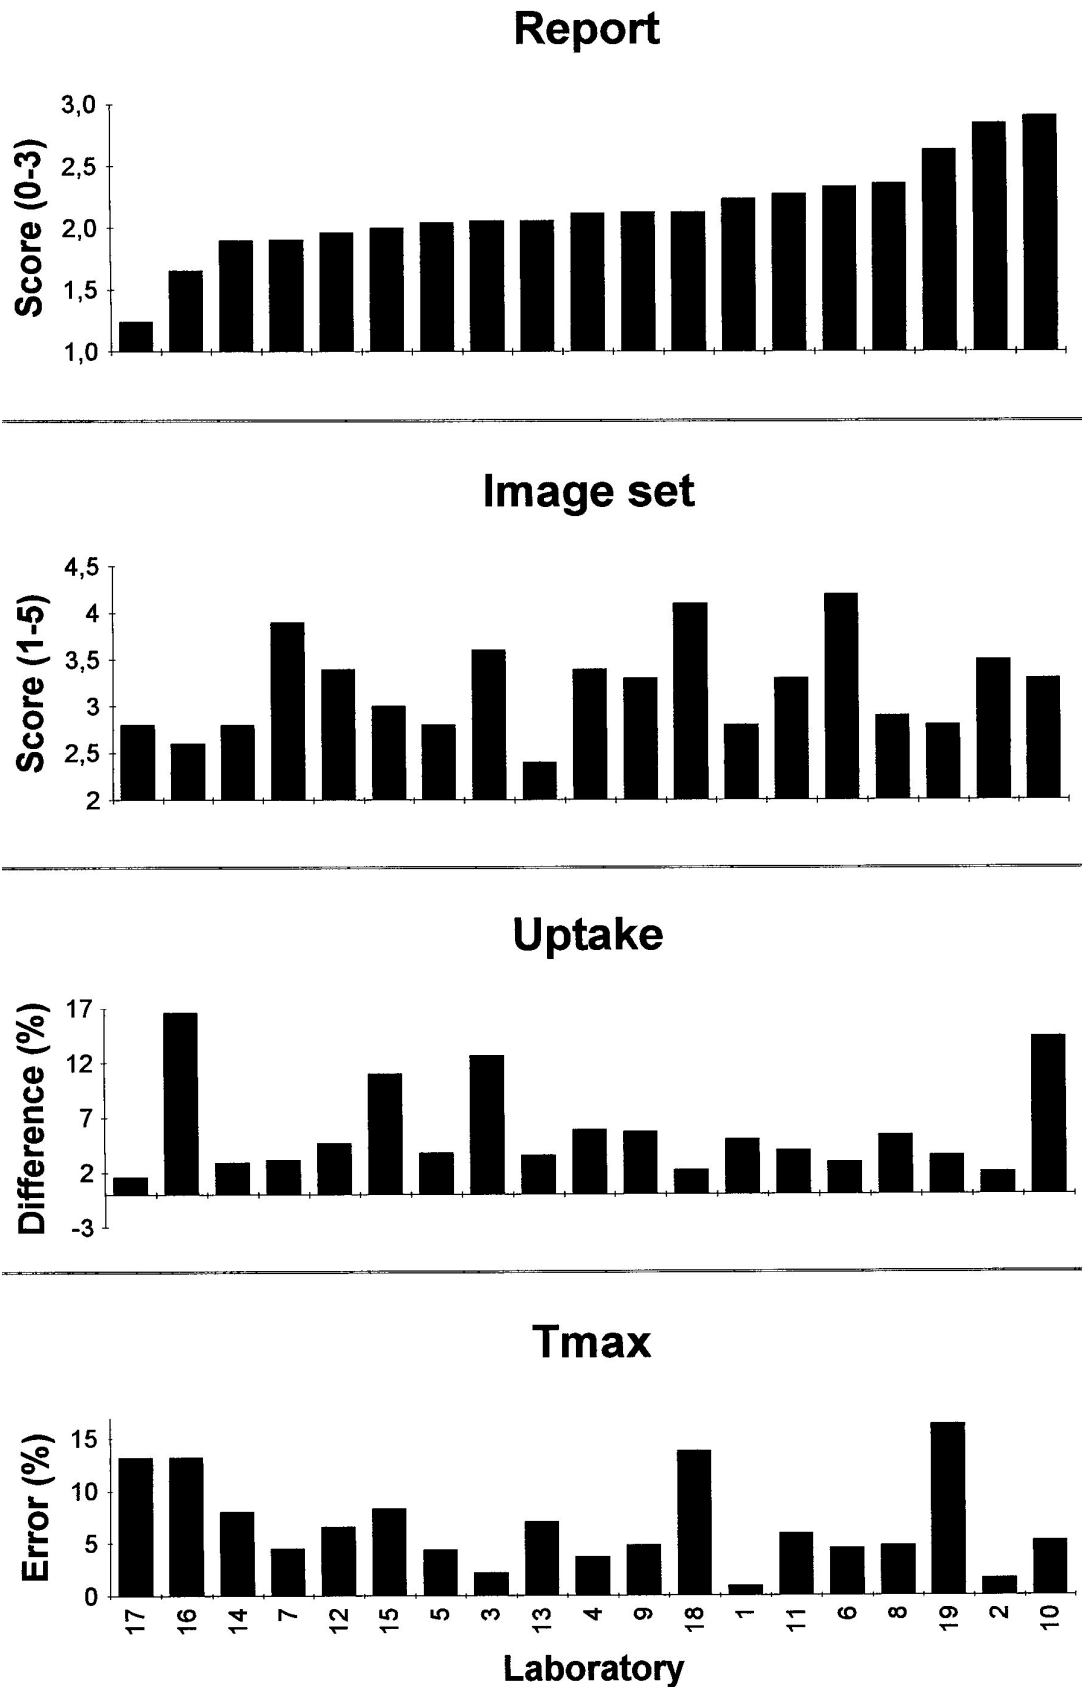 Report
Score (0-3)
3,0
2,5
2,0
1,5
1,0
Image set
Score (1-5)
4,5
4
3,5
3
2,5
2
Uptake
Difference (%)
17
12
7
2
-3
Tmax
Error (%)
15
10
5
0
17 16 14 7 12 15 5 3 13 4 9 18 1 11 6 8 19 2 10
Laboratory